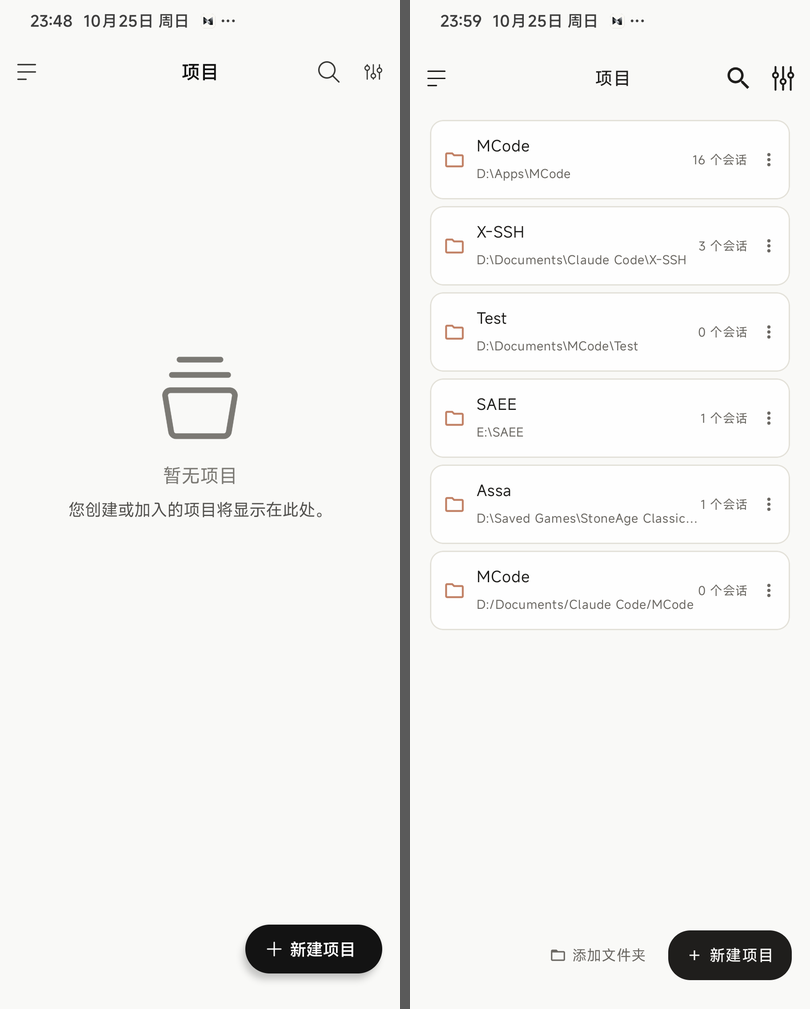 23:48 10月25日 周日 ···
项目
暂无项目
您创建或加入的项目将显示在此处。
+ 新建项目
23:59 10月25日 周日 ···
项目
MCode
16 个会话
D:\Apps\MCode
X-SSH
3 个会话
D:\Documents\Claude Code\X-SSH
Test
0 个会话
D:\Documents\MCode\Test
SAEE
1 个会话
E:\SAEE
Assa
1 个会话
D:\Saved Games\StoneAge Classic...
MCode
0 个会话
D:/Documents/Claude Code/MCode
添加文件夹
+ 新建项目